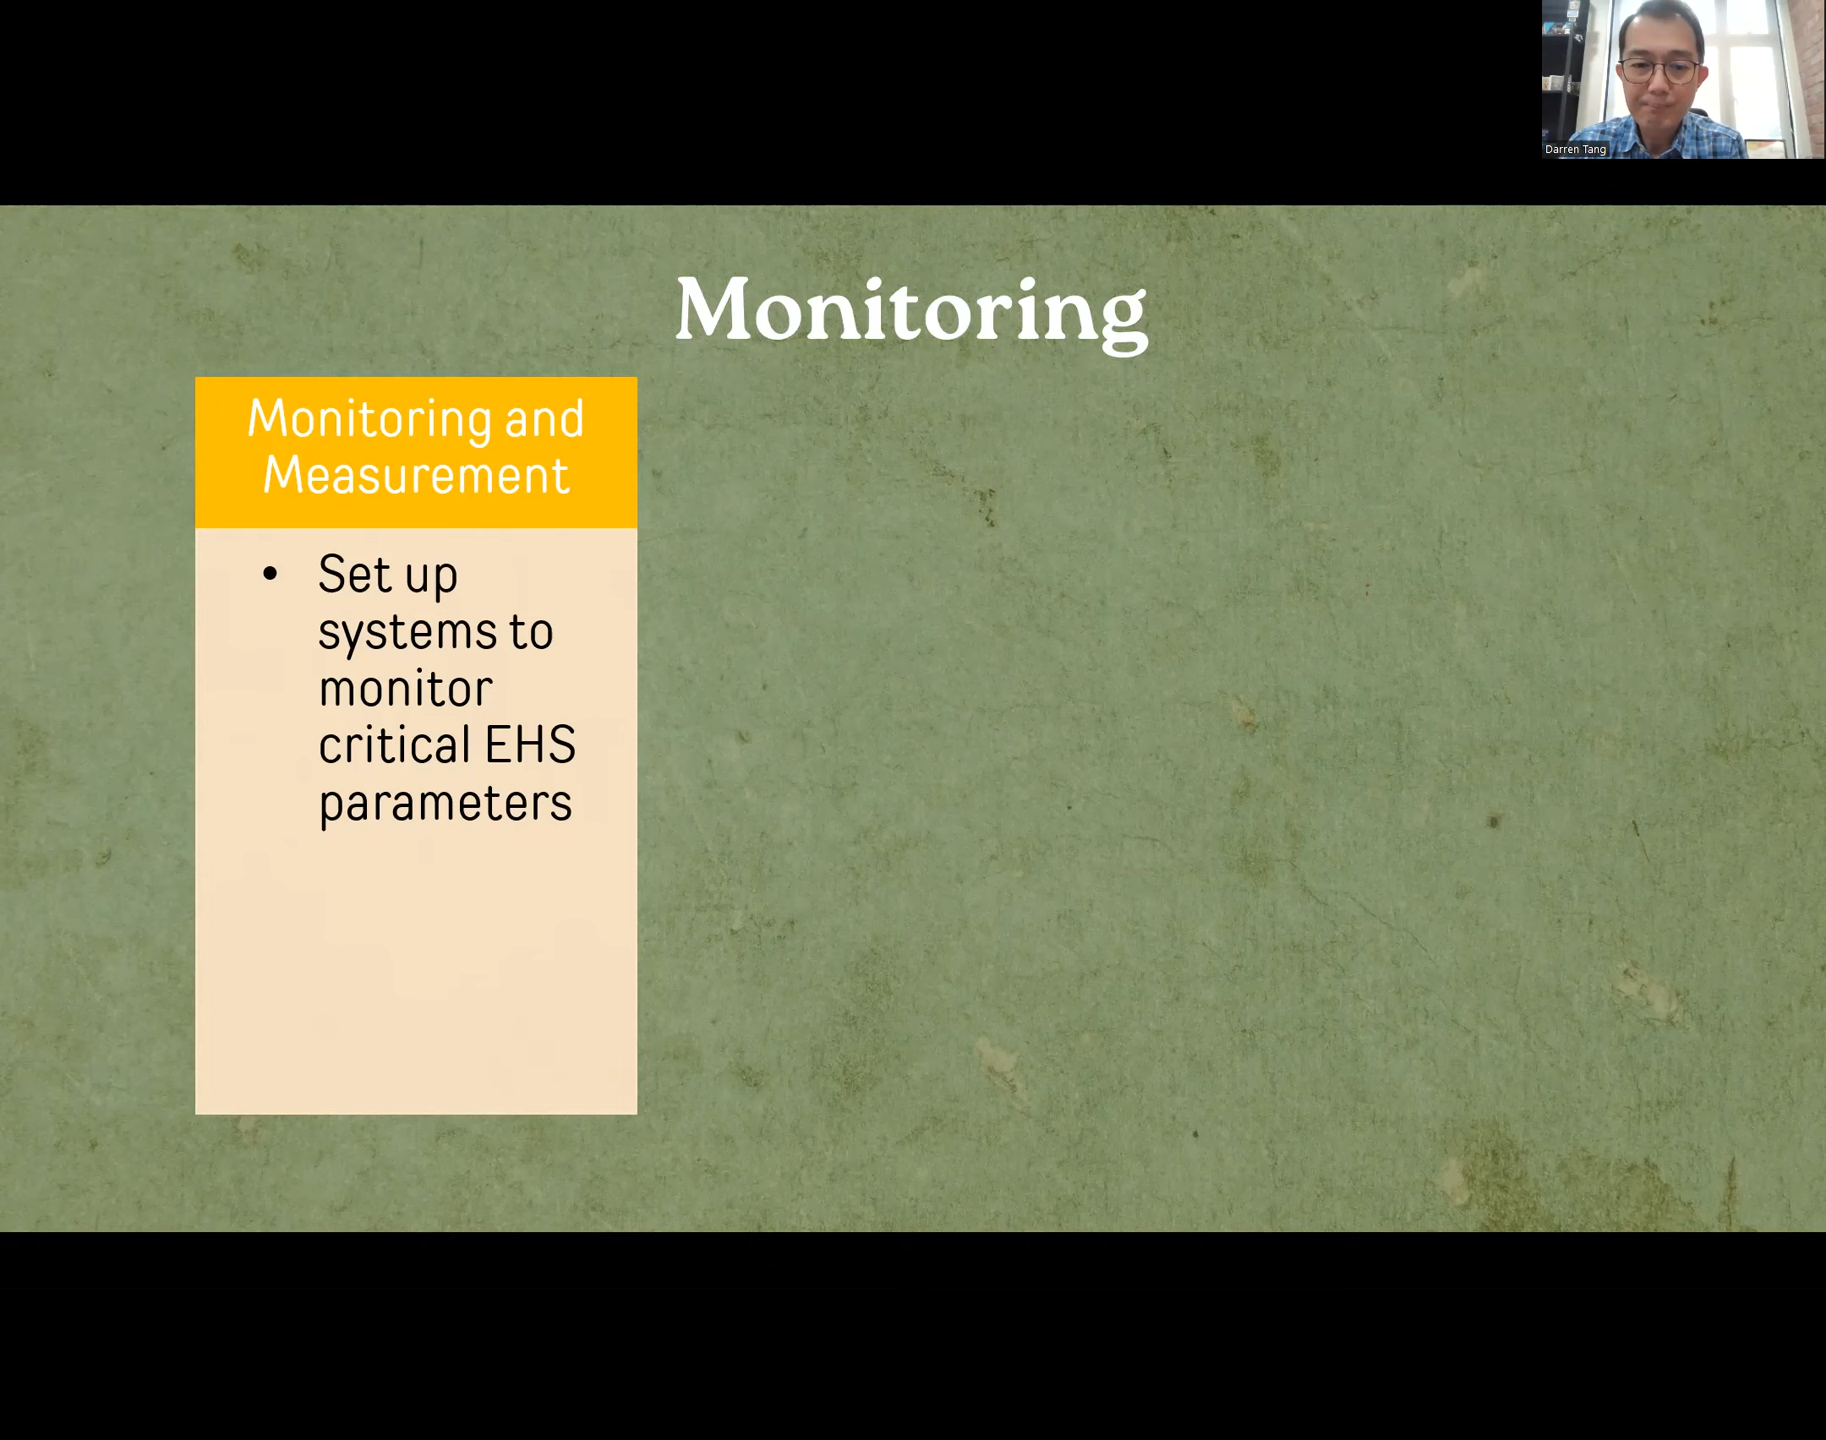 Darren Tang
Monitoring
Monitoring and
Measurement
• Set up
systems to
monitor
critical EHS
parameters